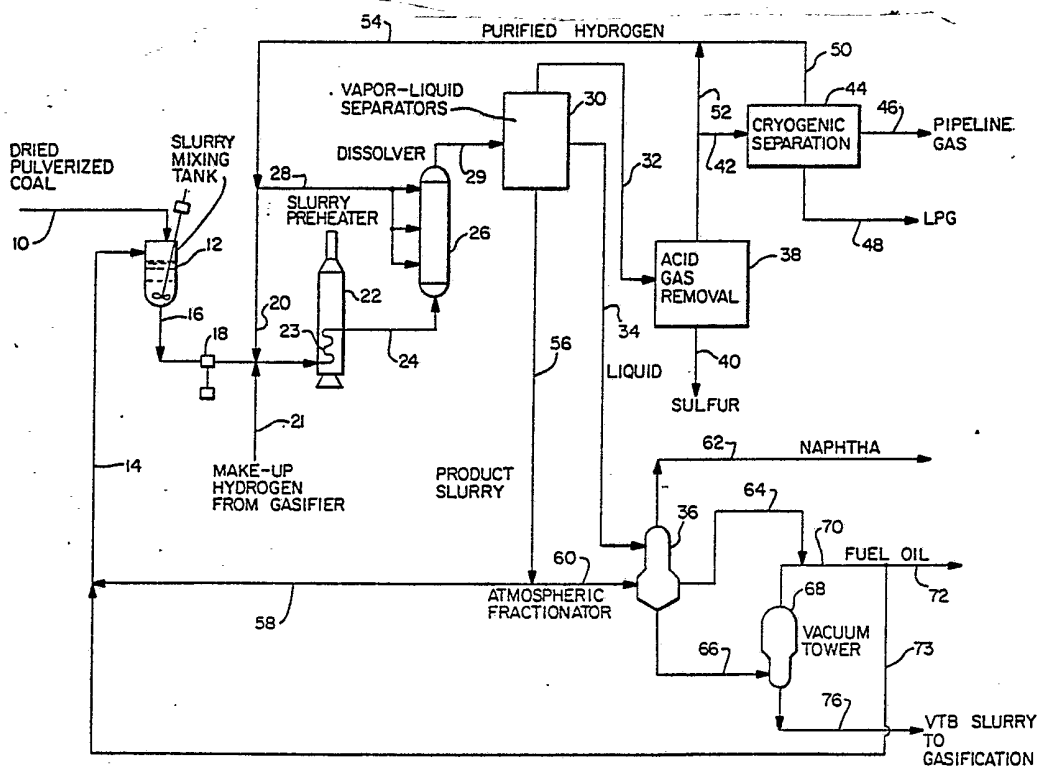 54
PURIFIED HYDROGEN
50
VAPOR-LIQUID
SEPARATORS
30
44
46
CRYOGENIC
SEPARATION
PIPELINE
GAS
52
42
SLURRY
MIXING
TANK
DRIED
PULVERIZED
COAL
DISSOLVER
29
32
28
SLURRY
PREHEATER
48
LPG
10
12
26
ACID
GAS
REMOVAL
38
22
16
20
18
23
24
34
56
40
LIQUID
SULFUR
21
14
MAKE-UP
HYDROGEN
FROM GASIFIER
PRODUCT
SLURRY
62
NAPHTHA
64
36
70
FUEL OIL
72
60
58
ATMOSPHERIC
FRACTIONATOR
68
VACUUM
TOWER
73
66
76
VTB SLURRY
TO
GASIFICATION